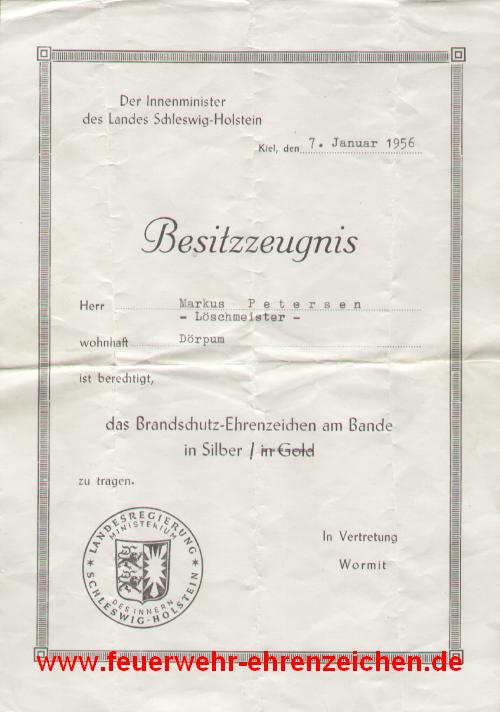 Der Innenminister
des Landes Schleswig-Holstein
Kiel, den 7. Januar 1956
Besitzzeugnis
Herr Markus Petersen
- Löschmeister -
wohnhaft Dörpum
ist berechtigt,
das Brandschutz-Ehrenzeichen am Bande
in Silber / in Gold
zu tragen.
LANDESREGIERUNG
MINISTERIUM
DES INNERN
SCHLESWIG-HOLSTEIN
In Vertretung
Wormit
www.feuerwehr-ehrenzeichen.de